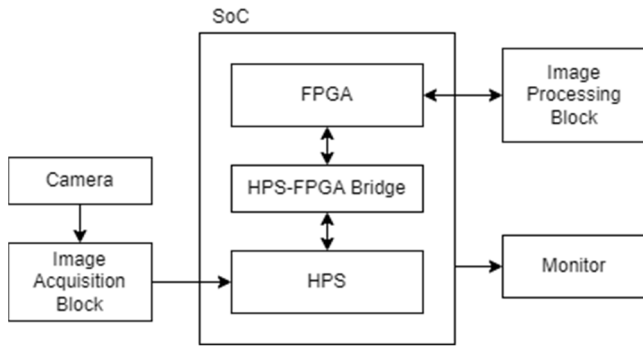 SoC
FPGA
Image
Processing
Block
Camera
HPS-FPGA Bridge
Image
Acquisition
Block
HPS
Monitor